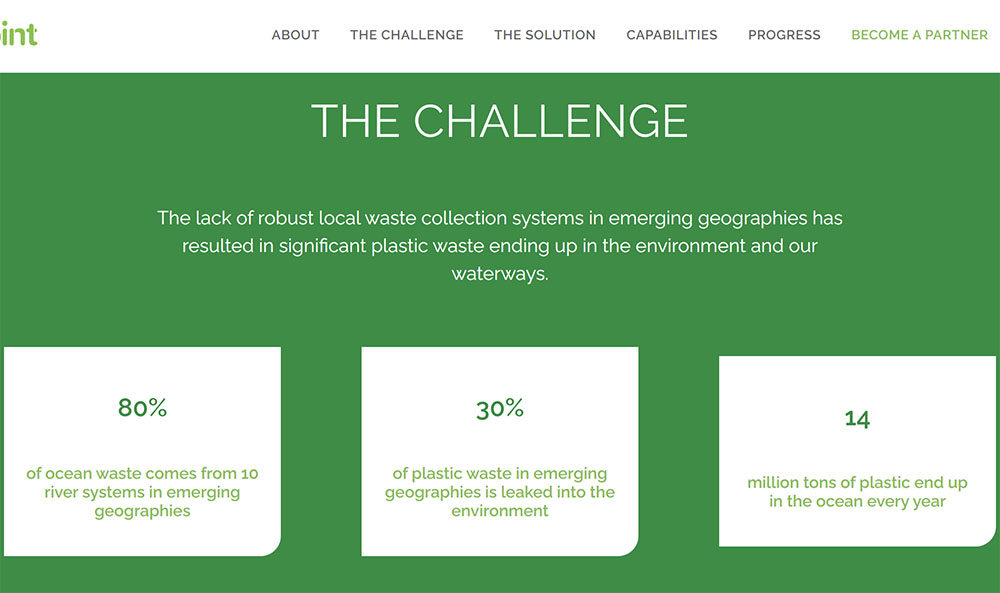 int
ABOUT THE CHALLENGE THE SOLUTION CAPABILITIES PROGRESS BECOME A PARTNER
THE CHALLENGE
The lack of robust local waste collection systems in emerging geographies has
resulted in significant plastic waste ending up in the environment and our
waterways.
80%
of ocean waste comes from 10
river systems in emerging
geographies
30%
of plastic waste in emerging
geographies is leaked into the
environment
14
million tons of plastic end up
in the ocean every year